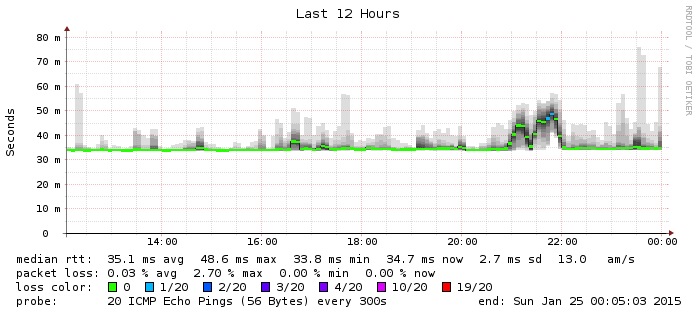 Last 12 Hours
RRDTOOL / TOBI OETIKER
Seconds
80 m
70 m
60 m
50 m
40 m
30 m
20 m
10 m
0
14:00 16:00 18:00 20:00 22:00 00:00
median rtt: 35.1 ms avg 48.6 ms max 33.8 ms min 34.7 ms now 2.7 ms sd 13.0 am/s
packet loss: 0.03 % avg 2.70 % max 0.00 % min 0.00 % now
loss color: 0 1/20 2/20 3/20 4/20 10/20 19/20
probe: 20 ICMP Echo Pings (56 Bytes) every 300s end: Sun Jan 25 00:05:03 2015